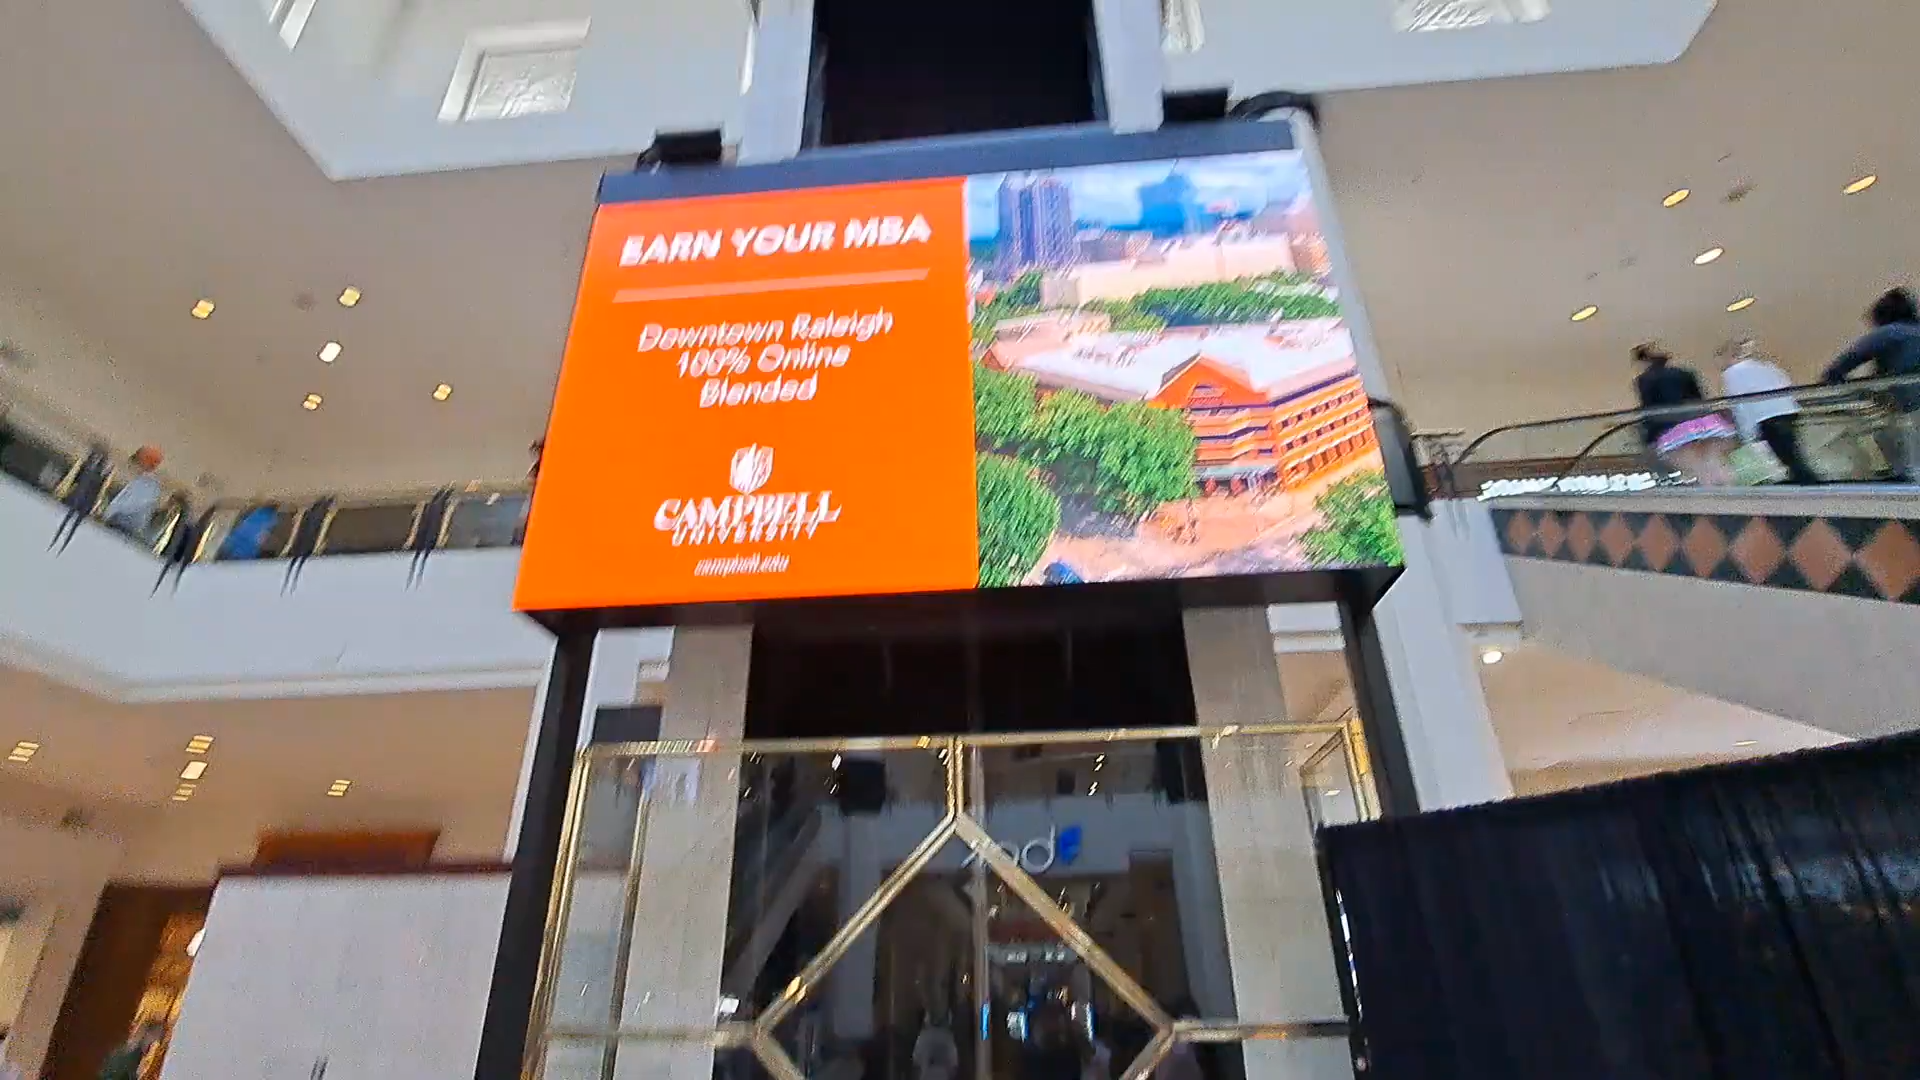 EARN YOUR MBA
Downtown Raleigh
100% Online
Blended
CAMPBELL
UNIVERSITY
campbell.edu